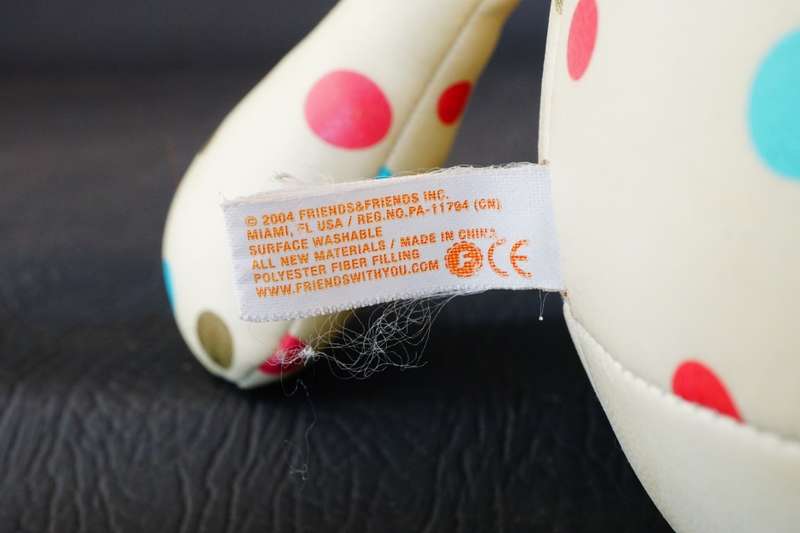 © 2004 FRIENDS&FRIENDS INC.
MIAMI, FL USA / REG.NO.PA-11794 (CN)
SURFACE WASHABLE
ALL NEW MATERIALS / MADE IN CHINA
POLYESTER FIBER FILLING
WWW.FRIENDSWITHYOU.COM F CE